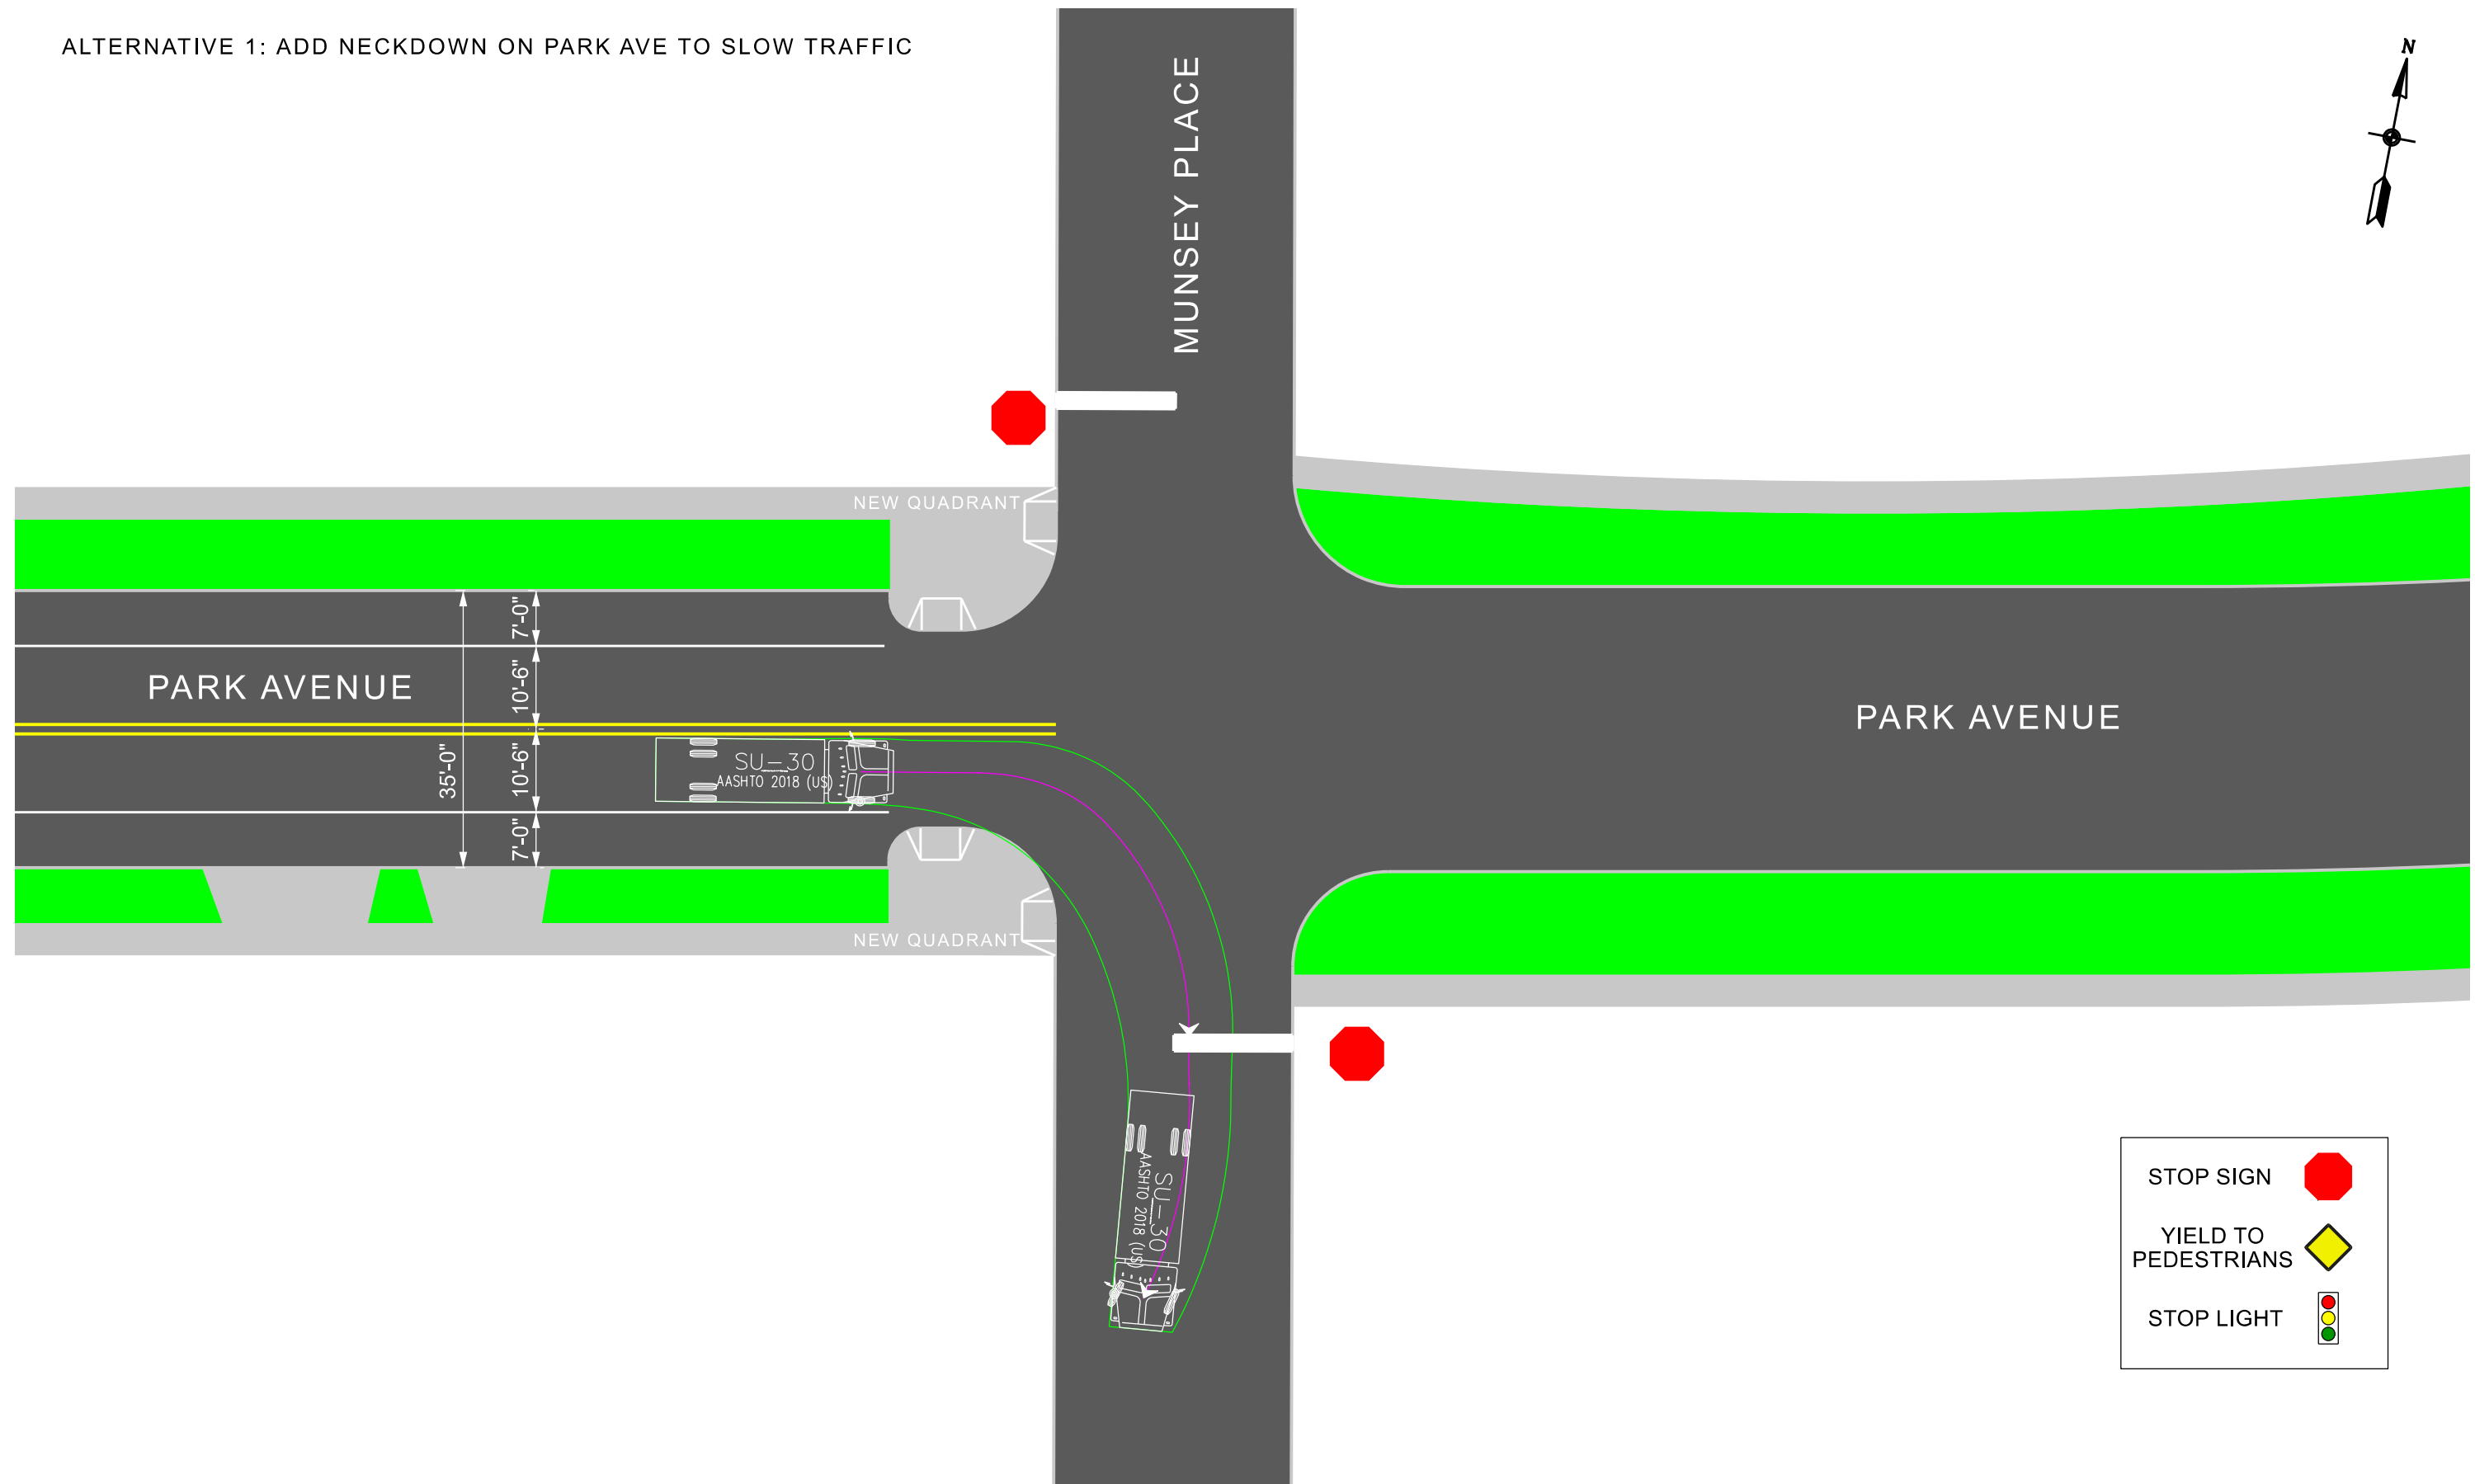 ALTERNATIVE 1: ADD NECKDOWN ON PARK AVE TO SLOW TRAFFIC
N
MUNSEY PLACE
NEW QUADRANT
7'-0"
10'-6"
35'-0"
10'-6"
7'-0"
PARK AVENUE
PARK AVENUE
SU-30
AASHTO 2018 (US)
NEW QUADRANT
SU-30
AASHTO 2018 (US)
STOP SIGN
YIELD TO
PEDESTRIANS
STOP LIGHT